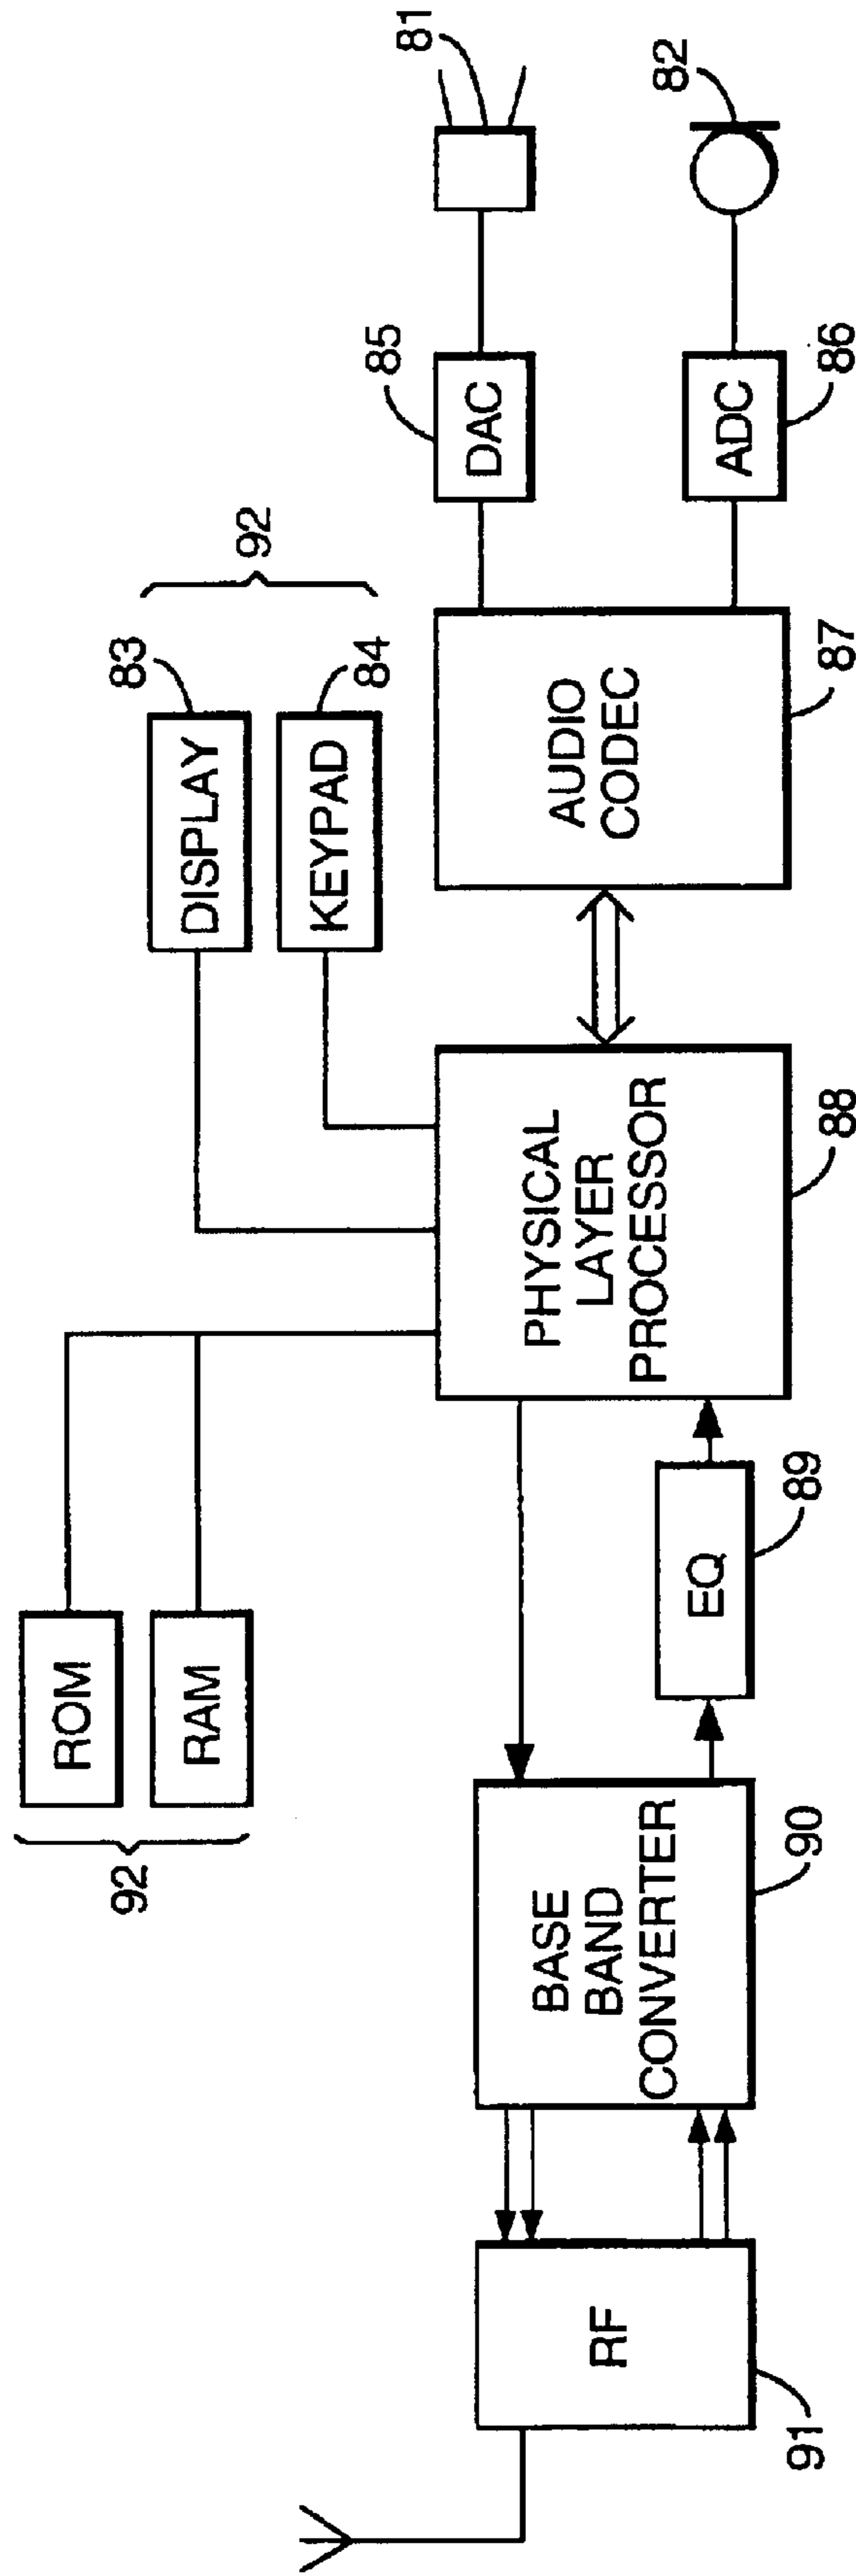 92
ROM
RAM
83
DISPLAY
84
KEYPAD
92
RF
91
BASE
BAND
CONVERTER
90
EQ
89
PHYSICAL
LAYER
PROCESSOR
88
AUDIO
CODEC
87
85
DAC
ADC
86
81
82